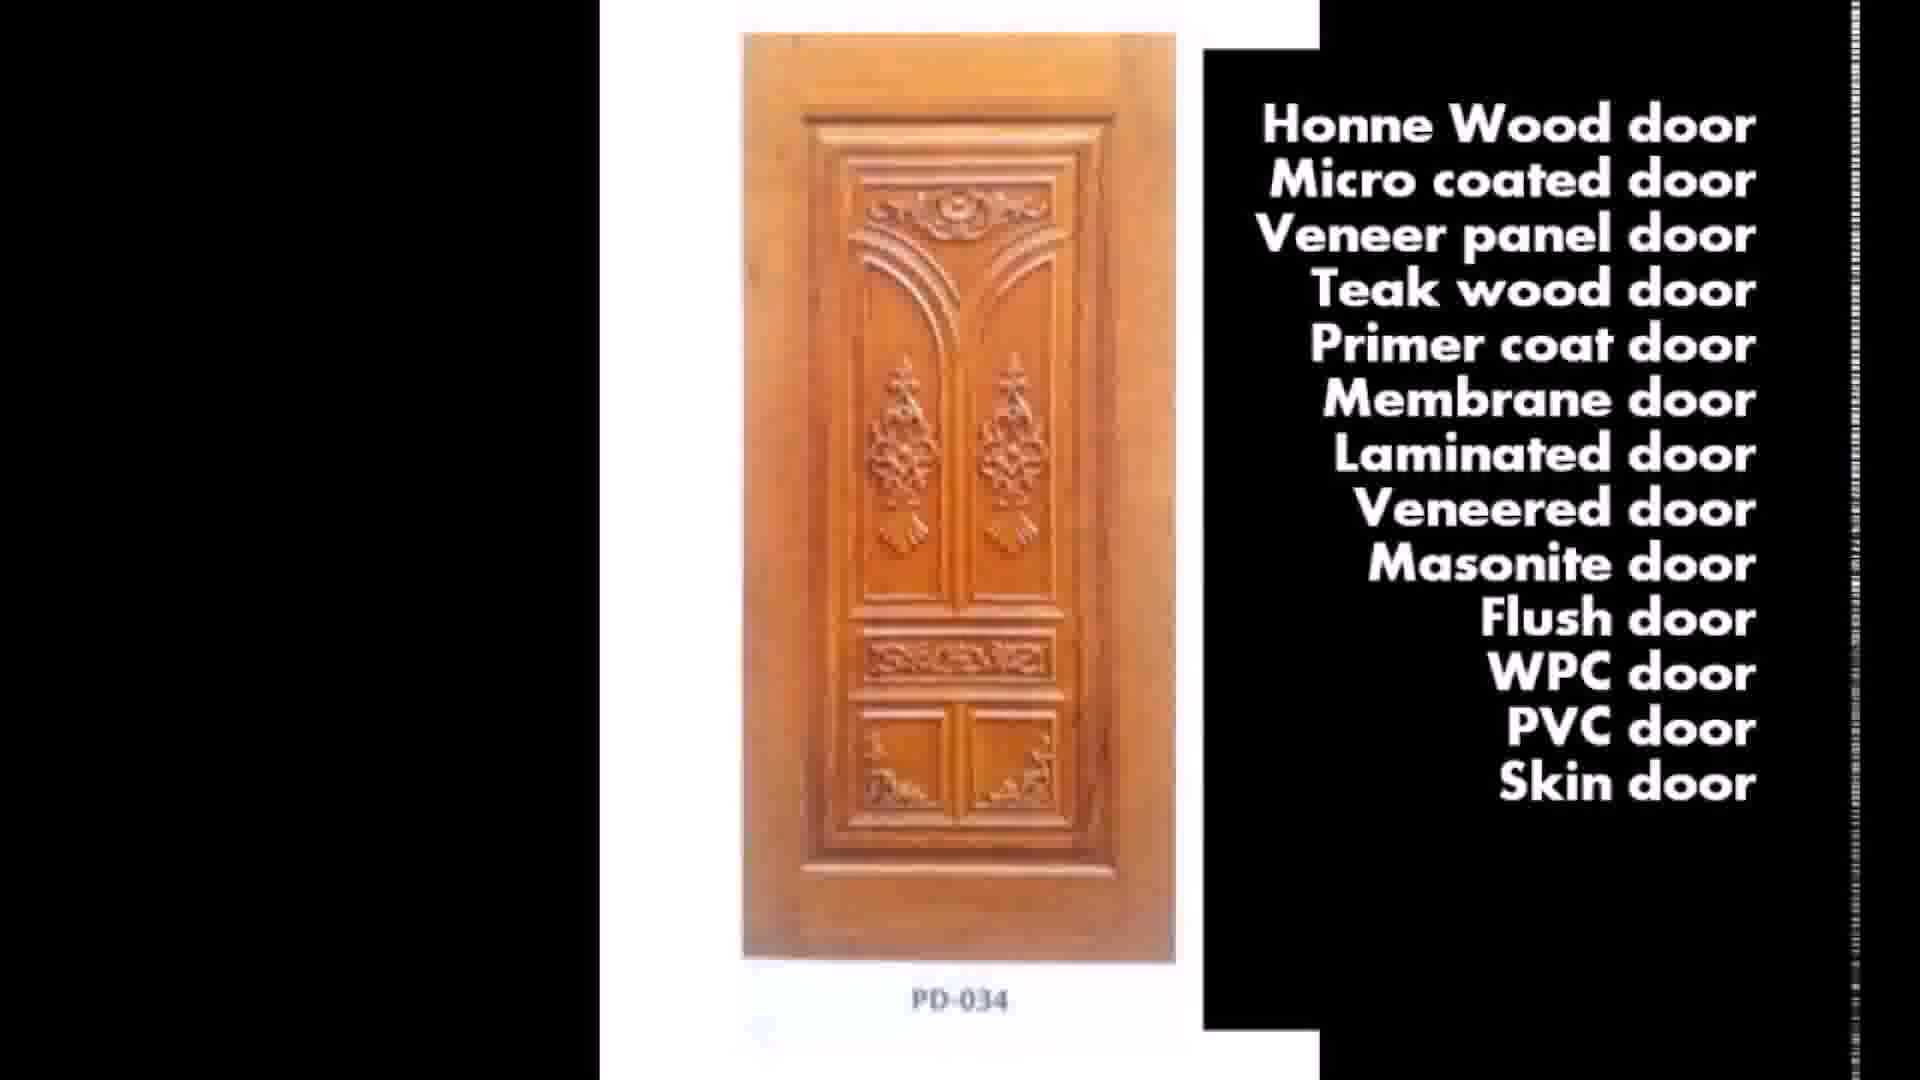 Honne Wood door
Micro coated door
Veneer panel door
Teak wood door
Primer coat door
Membrane door
Laminated door
Veneered door
Masonite door
Flush door
WPC door
PVC door
Skin door
PD-034